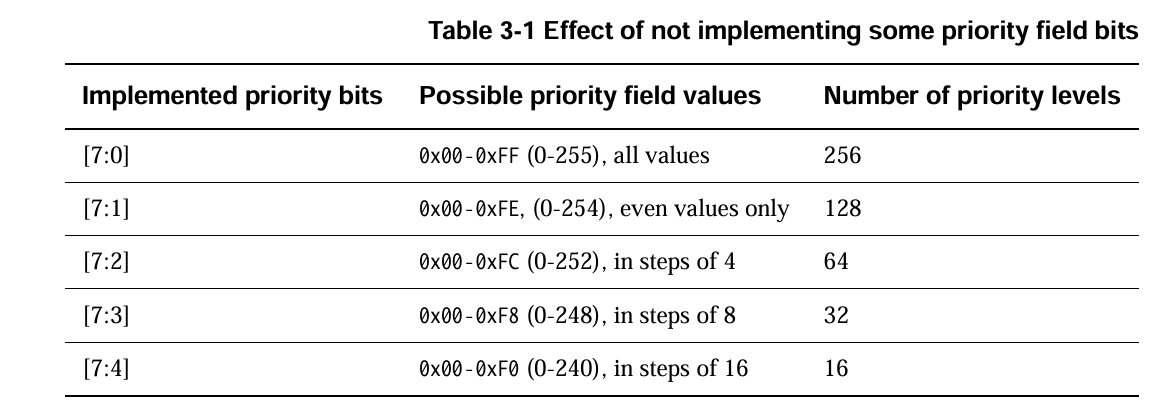 Table 3-1 Effect of not implementing some priority field bits
Implemented priority bits Possible priority field values Number of priority levels
[7:0] 0x00-0xFF (0-255), all values 256
[7:1] 0x00-0xFE, (0-254), even values only 128
[7:2] 0x00-0xFC (0-252), in steps of 4 64
[7:3] 0x00-0xF8 (0-248), in steps of 8 32
[7:4] 0x00-0xF0 (0-240), in steps of 16 16